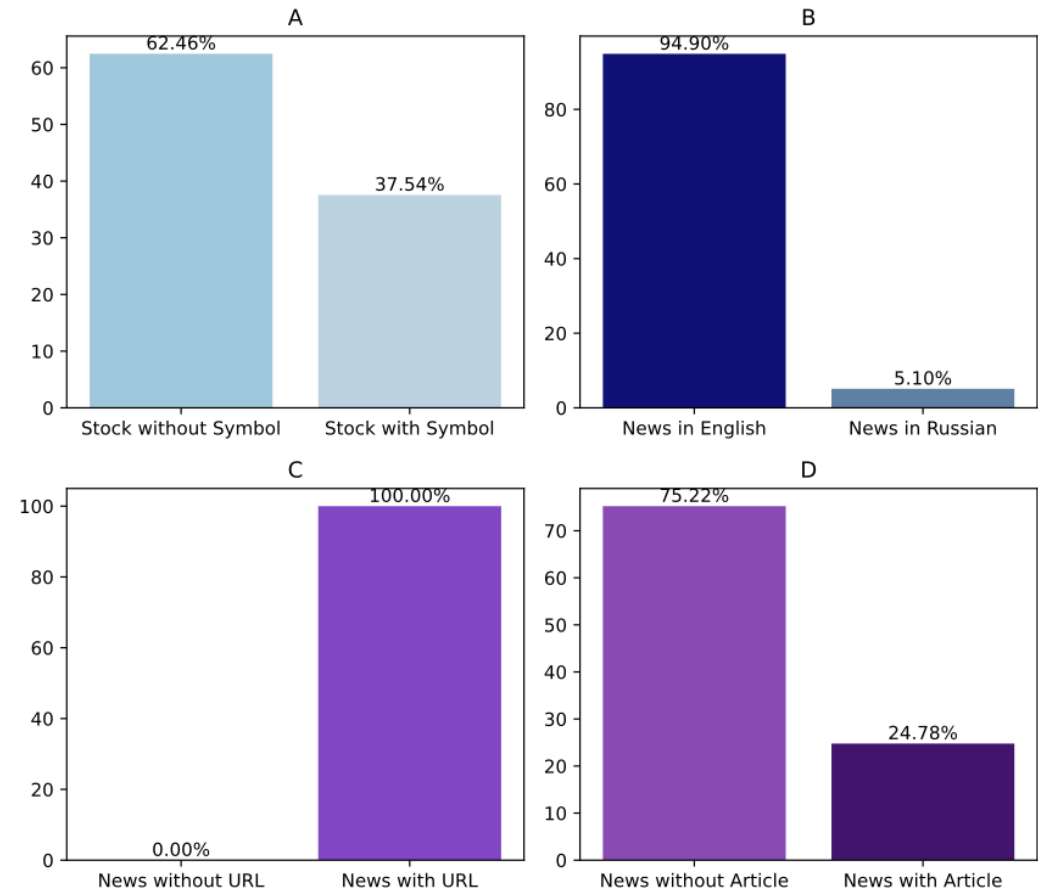 A
62.46%
37.54%
60
50
40
30
20
10
0
Stock without Symbol
Stock with Symbol
B
94.90%
5.10%
80
60
40
20
0
News in English
News in Russian
C
100.00%
0.00%
100
80
60
40
20
0
News without URL
News with URL
D
75.22%
24.78%
70
60
50
40
30
20
10
0
News without Article
News with Article